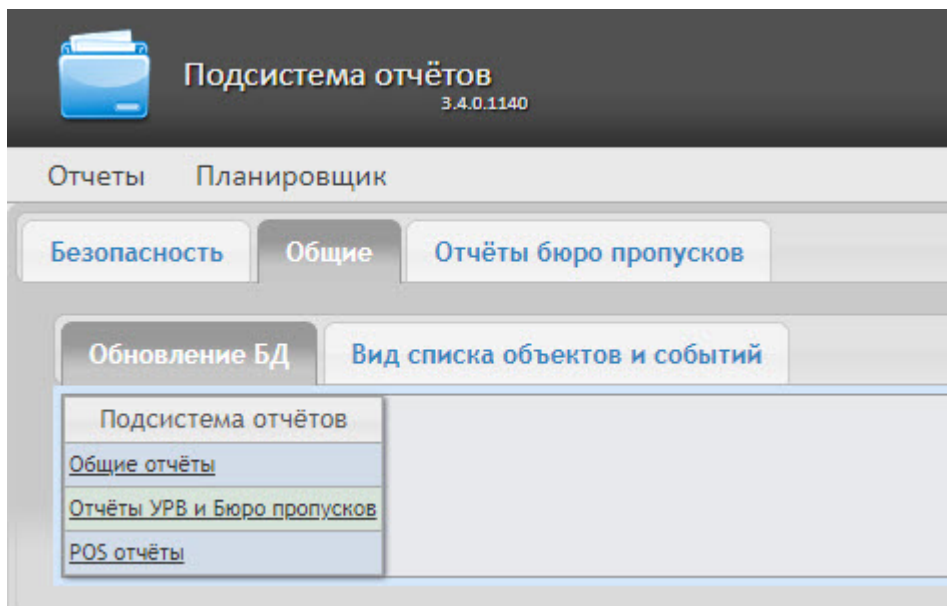 Подсистема отчётов
3.4.0.1140
Отчеты Планировщик
Безопасность Общие Отчёты бюро пропусков
Обновление БД Вид списка объектов и событий
Подсистема отчётов
Общие отчёты
Отчёты УРВ и Бюро пропусков
POS отчёты